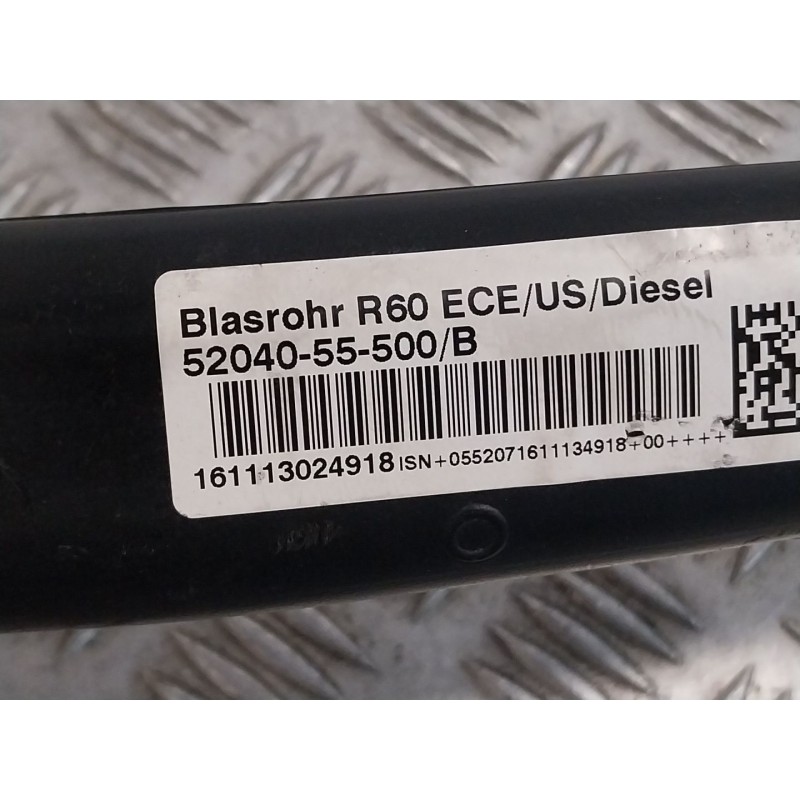 Blasrohr R60 ECE/US/Diesel
52040-55-500/B
161113024918 ISN+0552071611134918+00++++